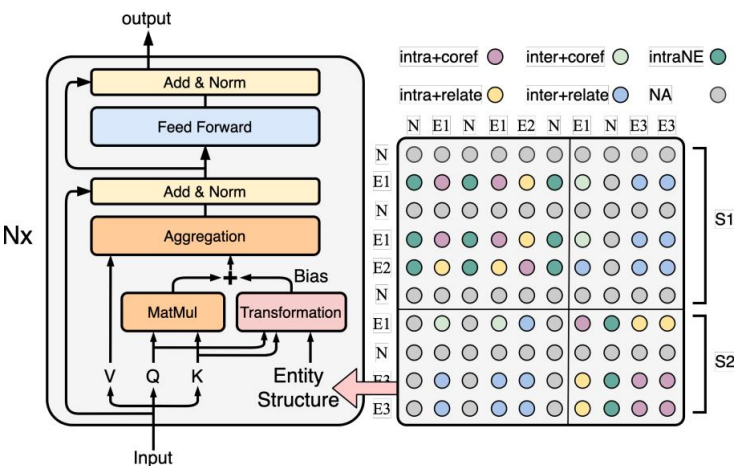 output
Add & Norm
Feed Forward
Add & Norm
Nx
Aggregation
+
Bias
MatMul
Transformation
V
Q
K
Entity
Structure
Input
intra+coref
inter+coref
intraNE
intra+relate
inter+relate
NA
N E1 N E1 E2 N E1 N E3 E3
N
E1
N
E1
E2
N
S1
E1
N
E3
E3
S2